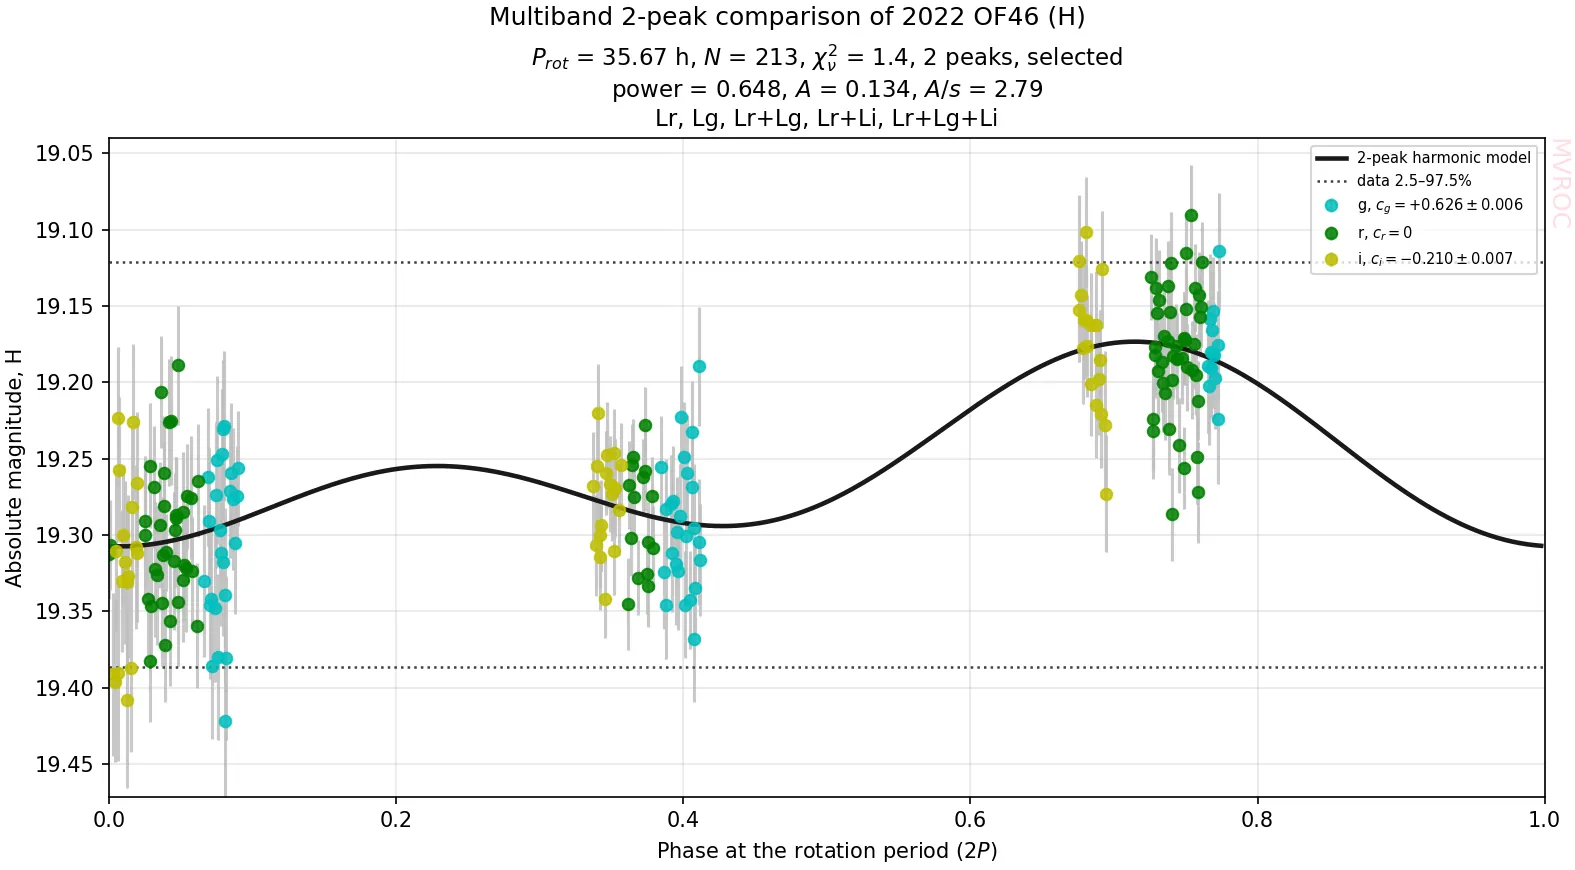 Multiband 2-peak comparison of 2022 OF46 (H)
P_rot = 35.67 h, N = 213, χ²_ν = 1.4, 2 peaks, selected
power = 0.648, A = 0.134, A/s = 2.79
Lr, Lg, Lr+Lg, Lr+Li, Lr+Lg+Li
19.05
19.10
19.15
19.20
19.25
19.30
19.35
19.40
19.45
Absolute magnitude, H
2-peak harmonic model
data 2.5–97.5%
g, c_g = +0.626 ± 0.006
r, c_r = 0
i, c_i = −0.210 ± 0.007
MVROC
0.0 0.2 0.4 0.6 0.8 1.0
Phase at the rotation period (2P)